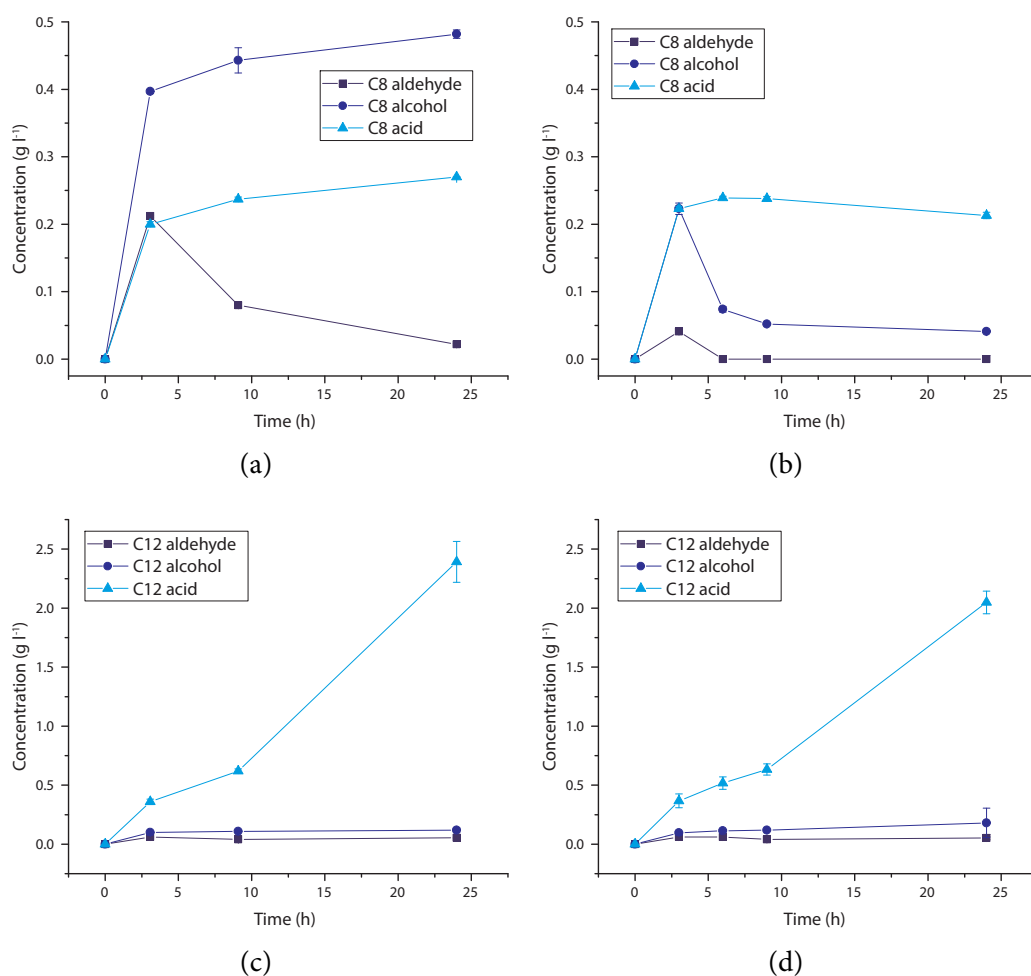 0.5
0.4
0.3
0.2
0.1
0.0
Concentration (g l⁻¹)
C8 aldehyde
C8 alcohol
C8 acid
0 5 10 15 20 25
Time (h)
(a)
0.5
0.4
0.3
0.2
0.1
0.0
Concentration (g l⁻¹)
C8 aldehyde
C8 alcohol
C8 acid
0 5 10 15 20 25
Time (h)
(b)
2.5
2.0
1.5
1.0
0.5
0.0
Concentration (g l⁻¹)
C12 aldehyde
C12 alcohol
C12 acid
0 5 10 15 20 25
Time (h)
(c)
2.5
2.0
1.5
1.0
0.5
0.0
Concentration (g l⁻¹)
C12 aldehyde
C12 alcohol
C12 acid
0 5 10 15 20 25
Time (h)
(d)